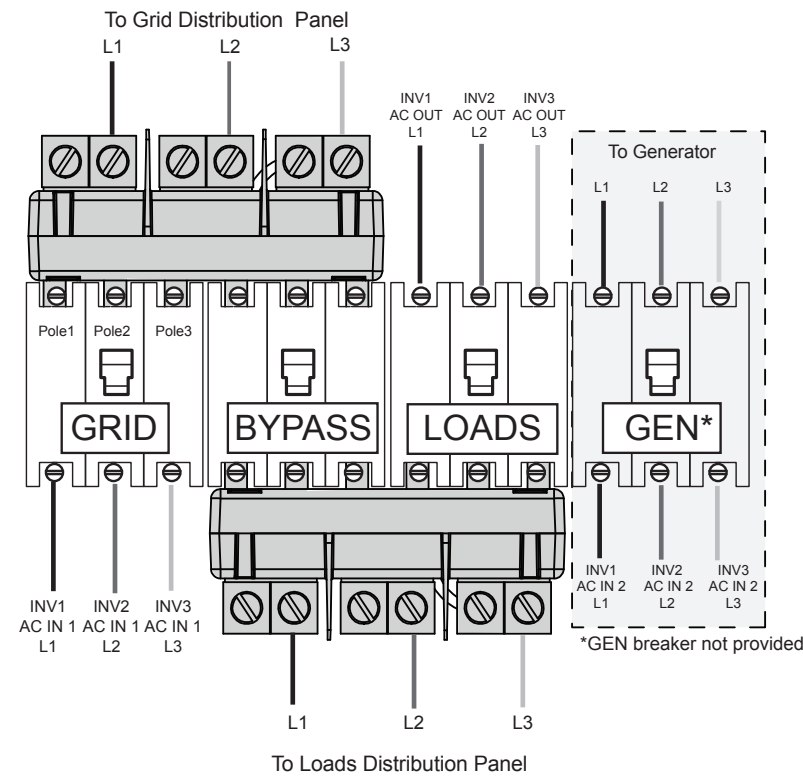 To Grid Distribution Panel
L1
L2
L3
INV1
AC OUT
L1
INV2
AC OUT
L2
INV3
AC OUT
L3
To Generator
L1
L2
L3
Pole1
Pole2
Pole3
GRID
BYPASS
LOADS
GEN*
INV1
AC IN 1
L1
INV2
AC IN 1
L2
INV3
AC IN 1
L3
INV1
AC IN 2
L1
INV2
AC IN 2
L2
INV3
AC IN 2
L3
*GEN breaker not provided
L1
L2
L3
To Loads Distribution Panel